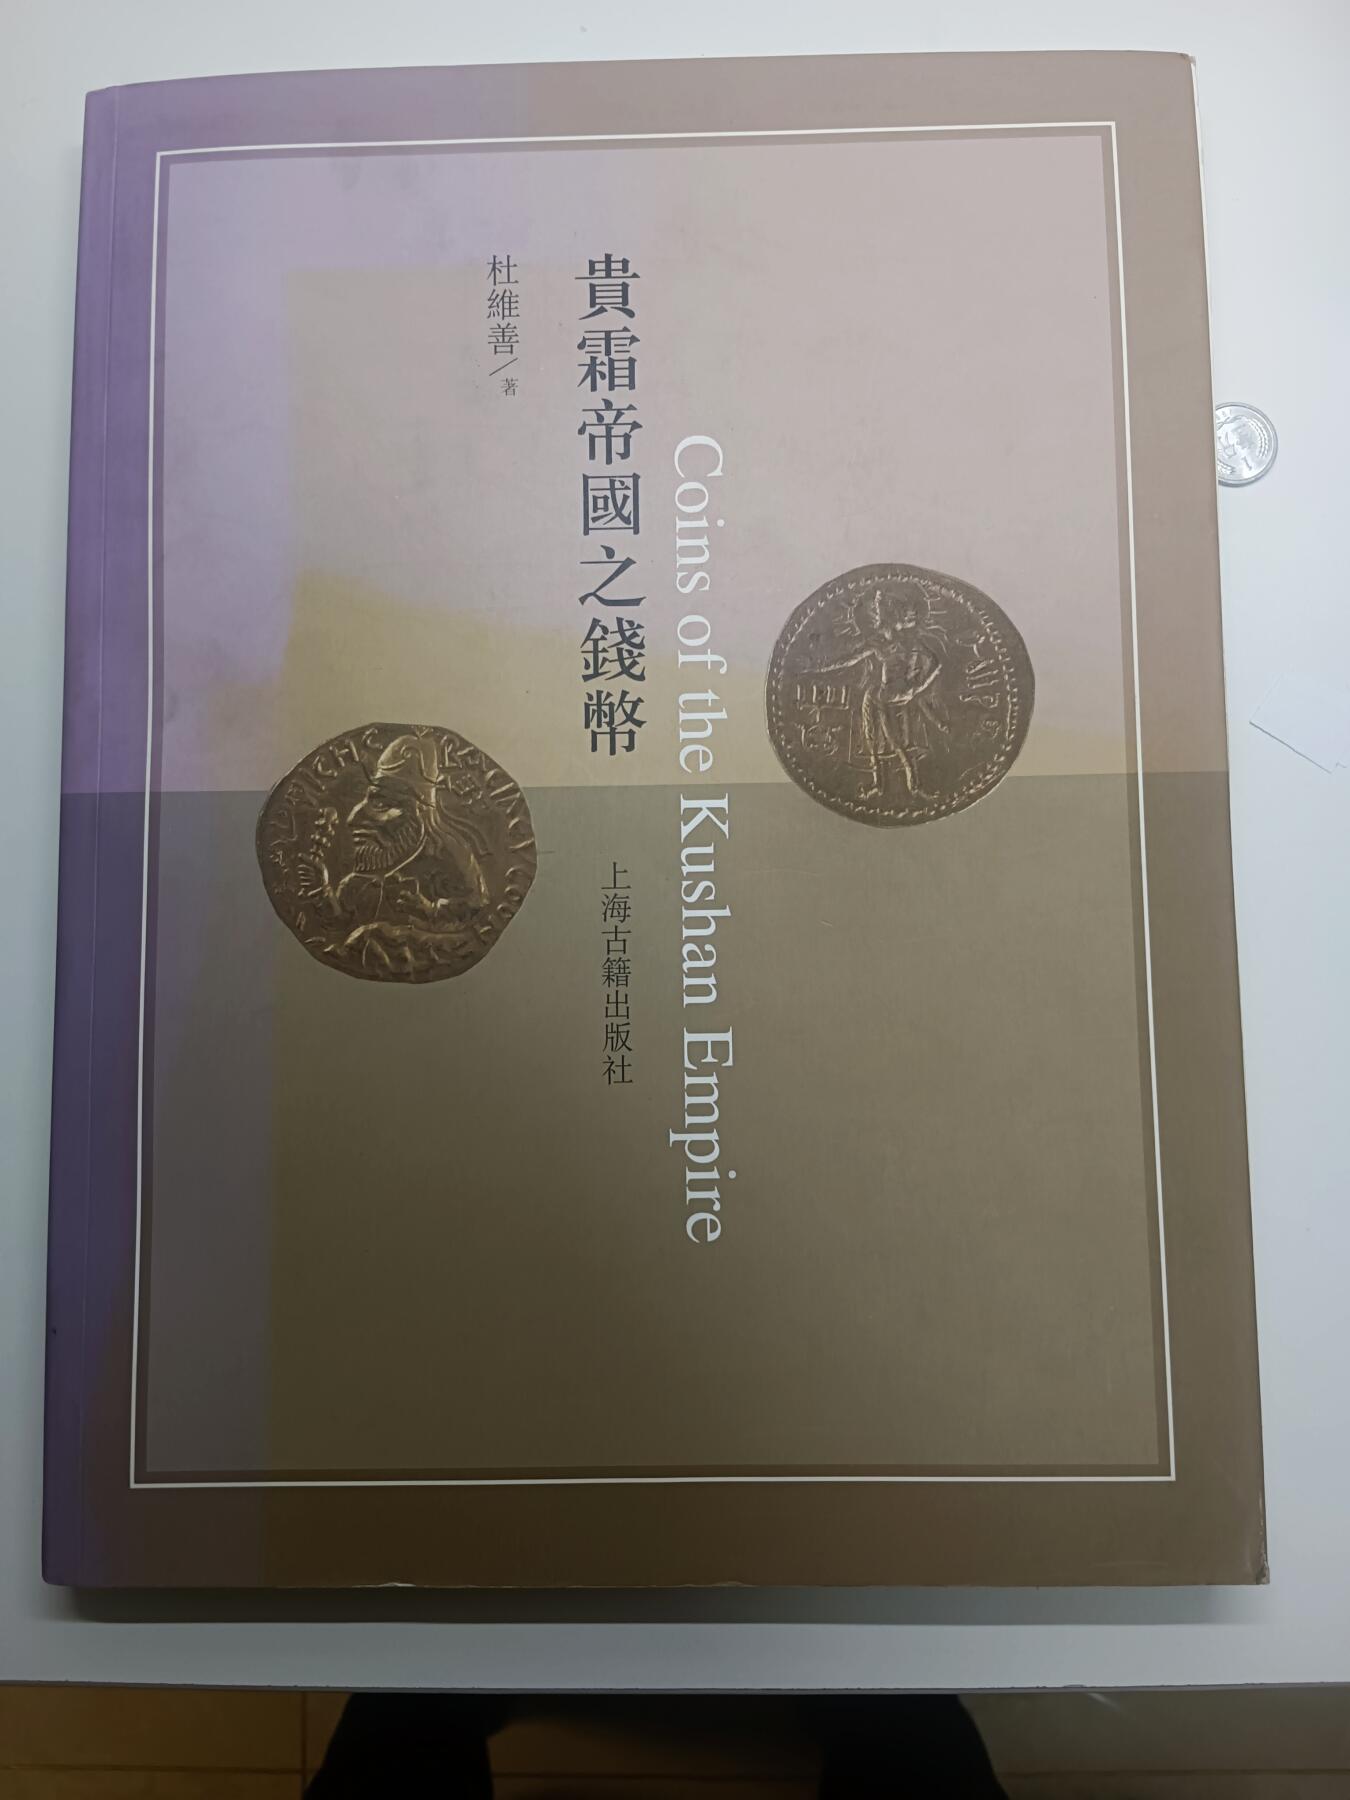 貴霜帝國之錢幣
Coins of the Kushan Empire
杜維善/著
上海古籍出版社